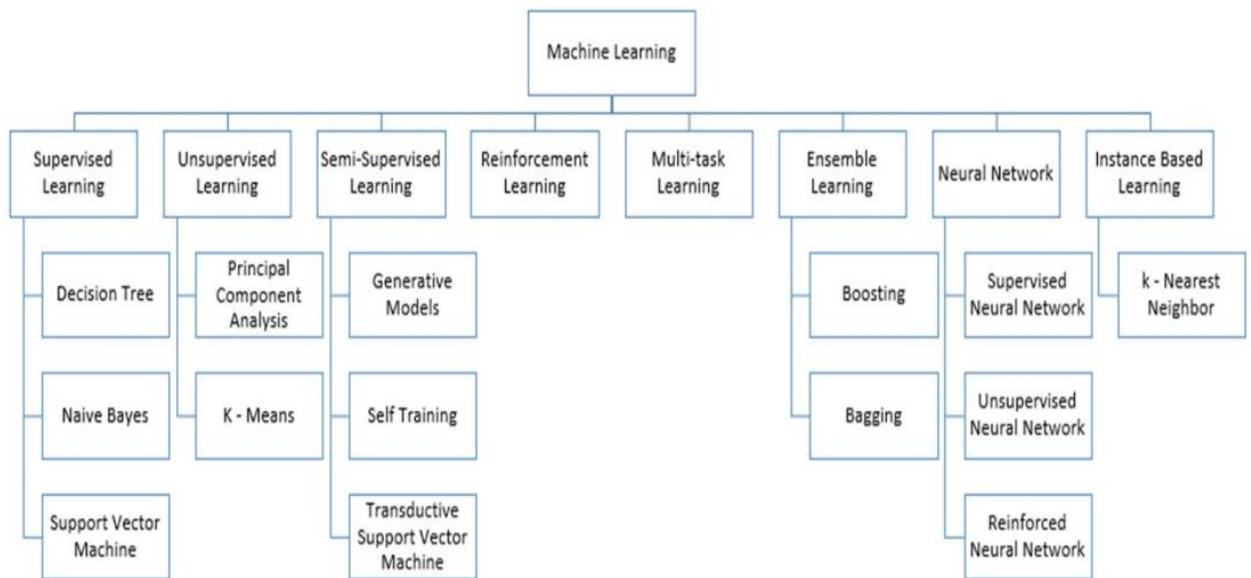 Machine Learning
Supervised
Learning
Unsupervised
Learning
Semi-Supervised
Learning
Reinforcement
Learning
Multi-task
Learning
Ensemble
Learning
Neural Network
Instance Based
Learning
Decision Tree
Principal
Component
Analysis
Generative
Models
Boosting
Supervised
Neural Network
k - Nearest
Neighbor
Naive Bayes
K - Means
Self Training
Bagging
Unsupervised
Neural Network
Support Vector
Machine
Transductive
Support Vector
Machine
Reinforced
Neural Network